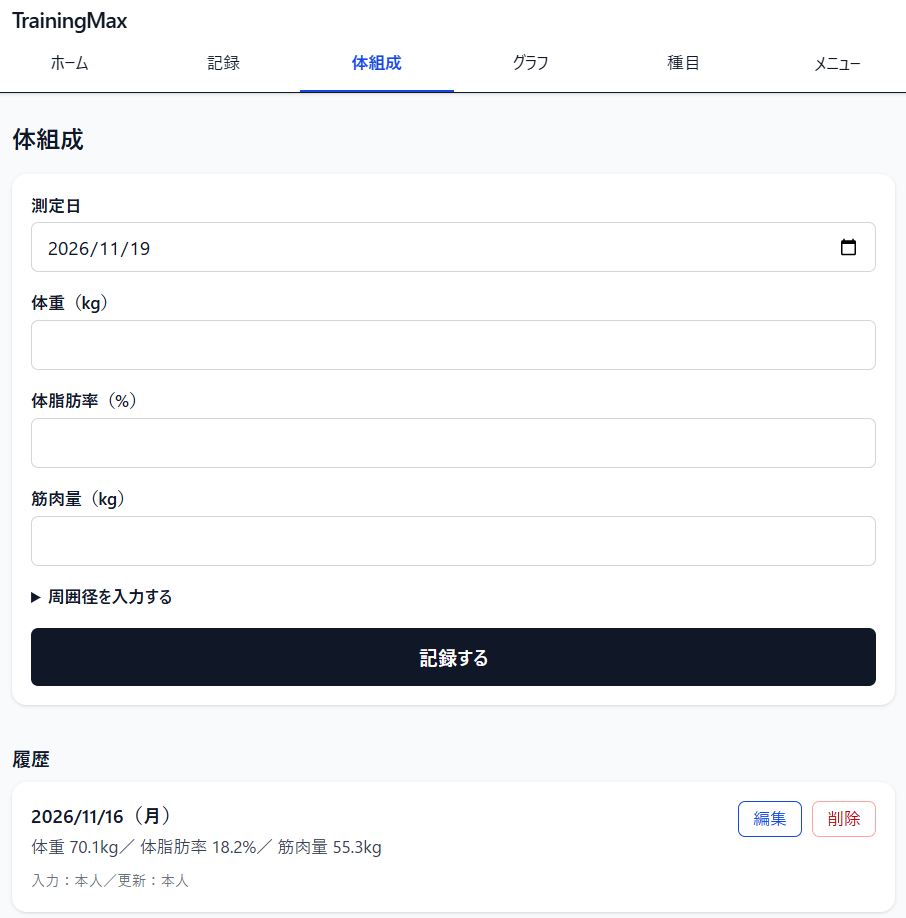 TrainingMax
ホーム 記録 体組成 グラフ 種目 メニュー
体組成
測定日
2026/11/19
体重（kg）
体脂肪率（%）
筋肉量（kg）
▶ 周囲径を入力する
記録する
履歴
2026/11/16（月）
編集 削除
体重 70.1kg／ 体脂肪率 18.2%／ 筋肉量 55.3kg
入力：本人／更新：本人